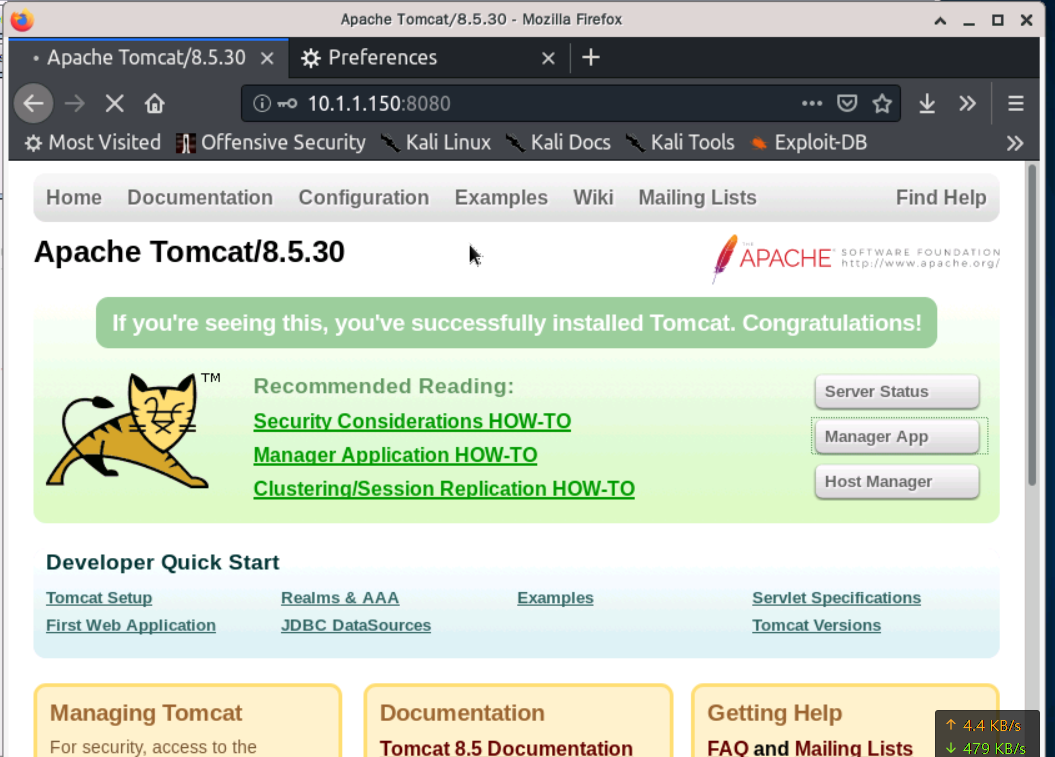 Apache Tomcat/8.5.30 - Mozilla Firefox
Apache Tomcat/8.5.30
Preferences
10.1.1.150:8080
Most Visited Offensive Security Kali Linux Kali Docs Kali Tools Exploit-DB
Home Documentation Configuration Examples Wiki Mailing Lists Find Help
Apache Tomcat/8.5.30
THE
APACHE SOFTWARE FOUNDATION
http://www.apache.org/
If you're seeing this, you've successfully installed Tomcat. Congratulations!
TM
Recommended Reading:
Security Considerations HOW-TO
Manager Application HOW-TO
Clustering/Session Replication HOW-TO
Server Status
Manager App
Host Manager
Developer Quick Start
Tomcat Setup Realms & AAA Examples Servlet Specifications
First Web Application JDBC DataSources Tomcat Versions
Managing Tomcat
For security, access to the
Documentation
Tomcat 8.5 Documentation
Getting Help
FAQ and Mailing Lists
↑ 4.4 KB/s
↓ 479 KB/s